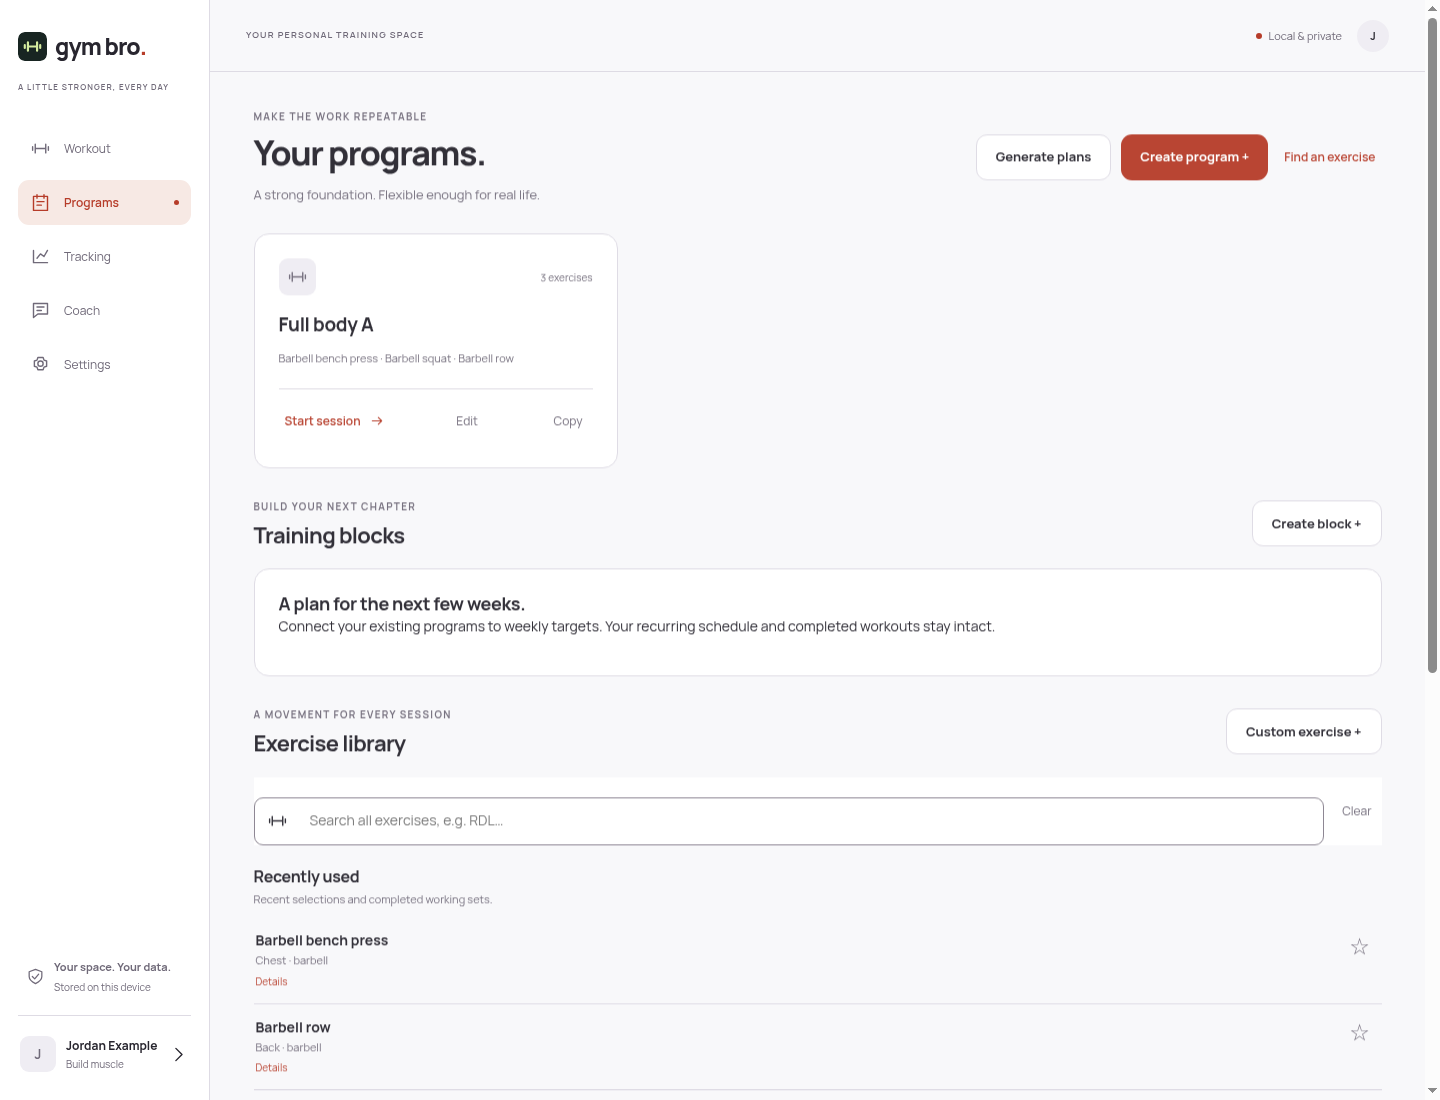 gym bro.
A LITTLE STRONGER, EVERY DAY
Workout
Programs
Tracking
Coach
Settings
Your space. Your data.
Stored on this device
J
Jordan Example
Build muscle
YOUR PERSONAL TRAINING SPACE
Local & private
J
MAKE THE WORK REPEATABLE
Your programs.
A strong foundation. Flexible enough for real life.
Generate plans
Create program +
Find an exercise
3 exercises
Full body A
Barbell bench press · Barbell squat · Barbell row
Start session →
Edit
Copy
BUILD YOUR NEXT CHAPTER
Training blocks
Create block +
A plan for the next few weeks.
Connect your existing programs to weekly targets. Your recurring schedule and completed workouts stay intact.
A MOVEMENT FOR EVERY SESSION
Exercise library
Custom exercise +
Search all exercises, e.g. RDL...
Clear
Recently used
Recent selections and completed working sets.
Barbell bench press
Chest · barbell
Details
Barbell row
Back · barbell
Details